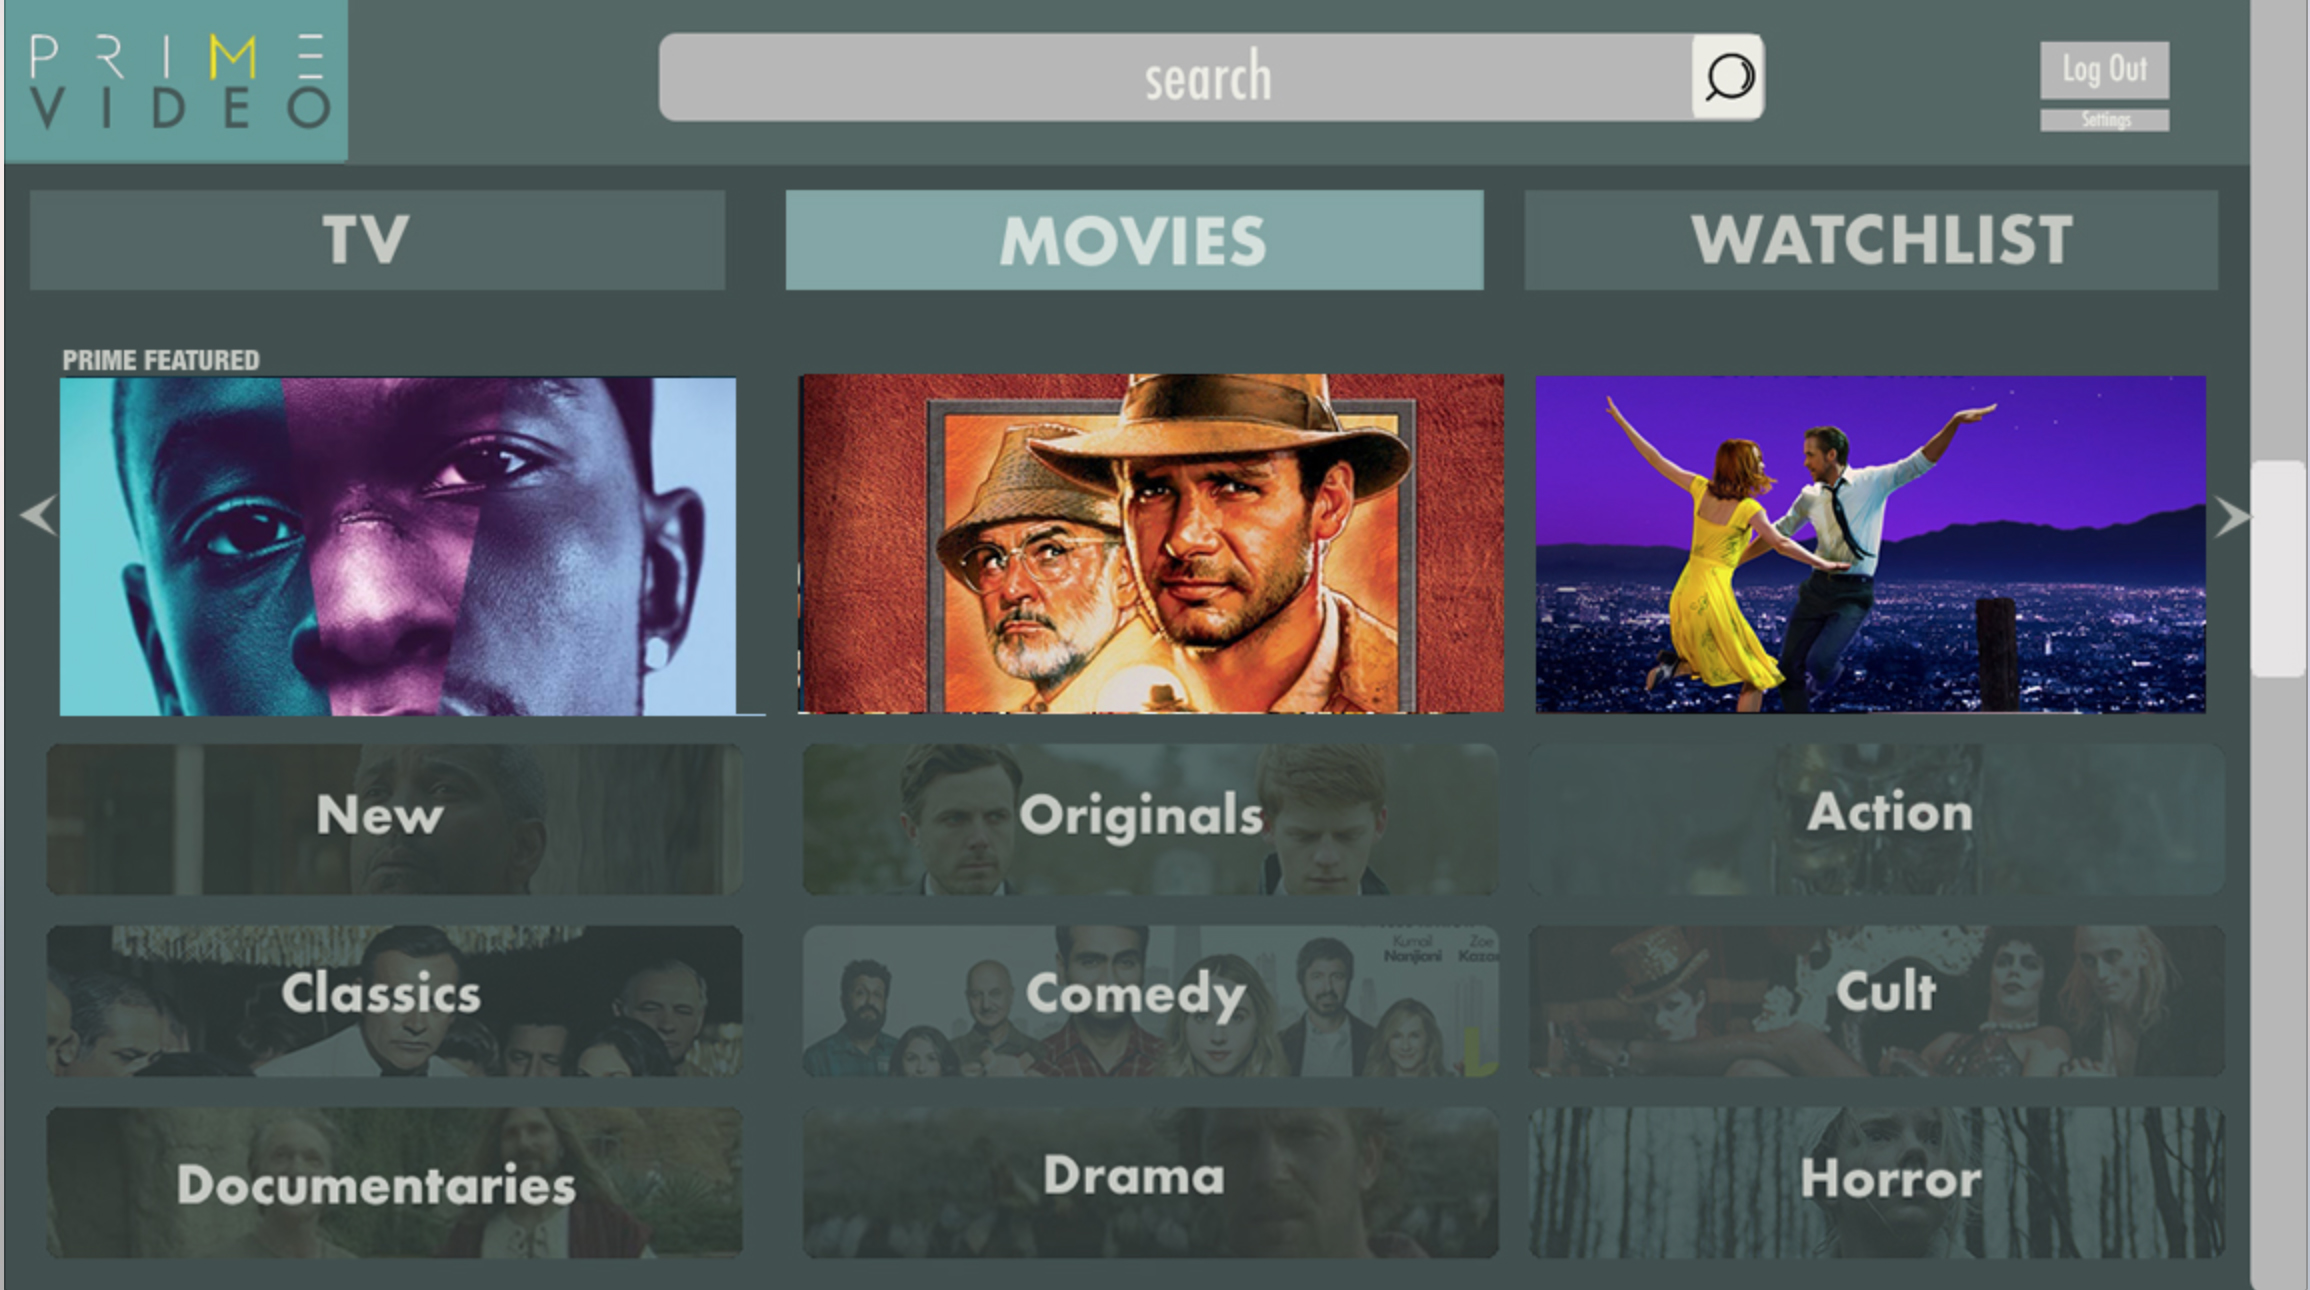 PRIME
VIDEO
search
Log Out
Settings
TV
MOVIES
WATCHLIST
PRIME FEATURED
New
Originals
Action
Classics
Kumail
Nanjiani
Zoe
Comedy
Cult
Documentaries
Drama
Horror